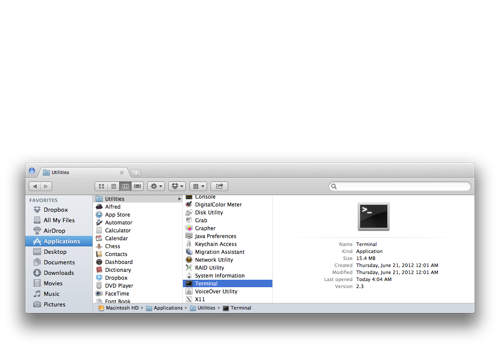 Utilities
FAVORITES
Dropbox
All My Files
AirDrop
Applications
Desktop
Documents
Downloads
Movies
Music
Pictures
Utilities
Alfred
App Store
Automator
Calculator
Calendar
Chess
Contacts
Dashboard
Dictionary
Dropbox
DVD Player
FaceTime
Font Book
Console
DigitalColor Meter
Disk Utility
Grab
Grapher
Java Preferences
Keychain Access
Migration Assistant
Network Utility
RAID Utility
System Information
Terminal
VoiceOver Utility
X11
Name Terminal
Kind Application
Size 15.4 MB
Created Thursday, June 21, 2012 12:01 AM
Modified Thursday, June 21, 2012 12:01 AM
Last opened Today 4:04 AM
Version 2.3
Macintosh HD Applications Utilities Terminal